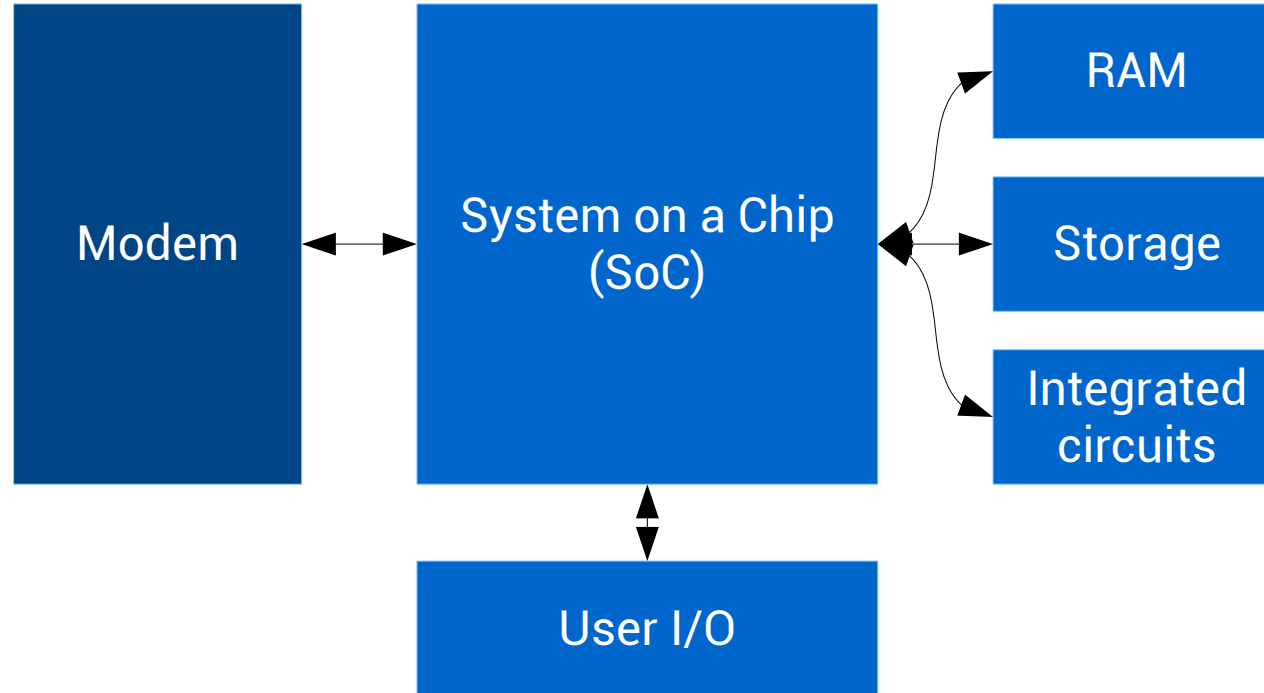 Modem
System on a Chip
(SoC)
RAM
Storage
Integrated
circuits
User I/O